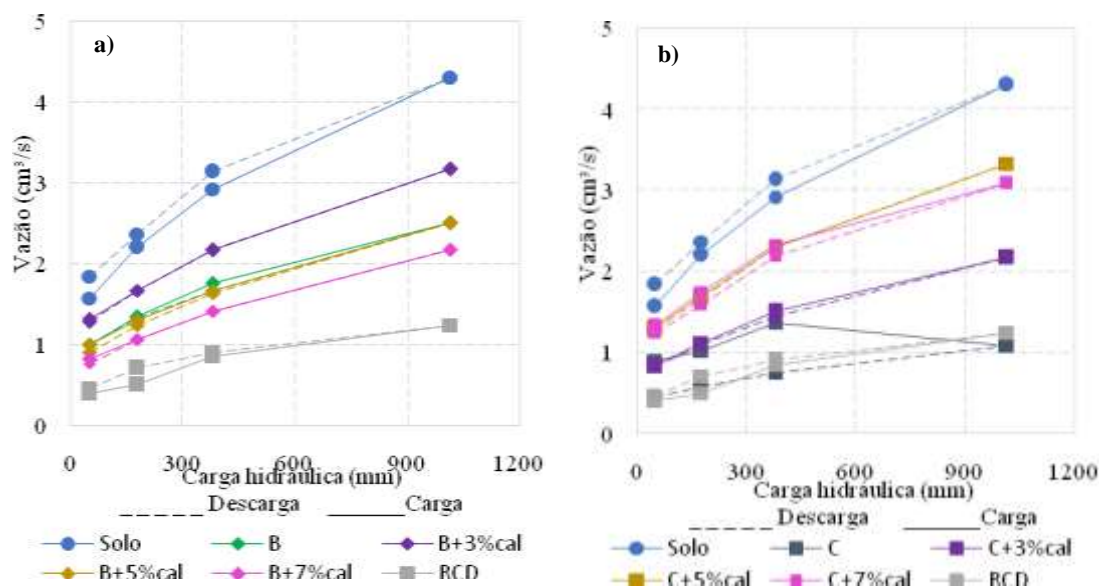 a)
5
4
3
2
1
0
Vazão (cm³/s)
0 300 600 900 1200
Carga hidráulica (mm)
Descarga Carga
Solo B B+3%cal
B+5%cal B+7%cal RCD
b)
5
4
3
2
1
0
Vazão (cm³/s)
0 300 600 900 1200
Carga hidráulica (mm)
Descarga Carga
Solo C C+3%cal
C+5%cal C+7%cal RCD